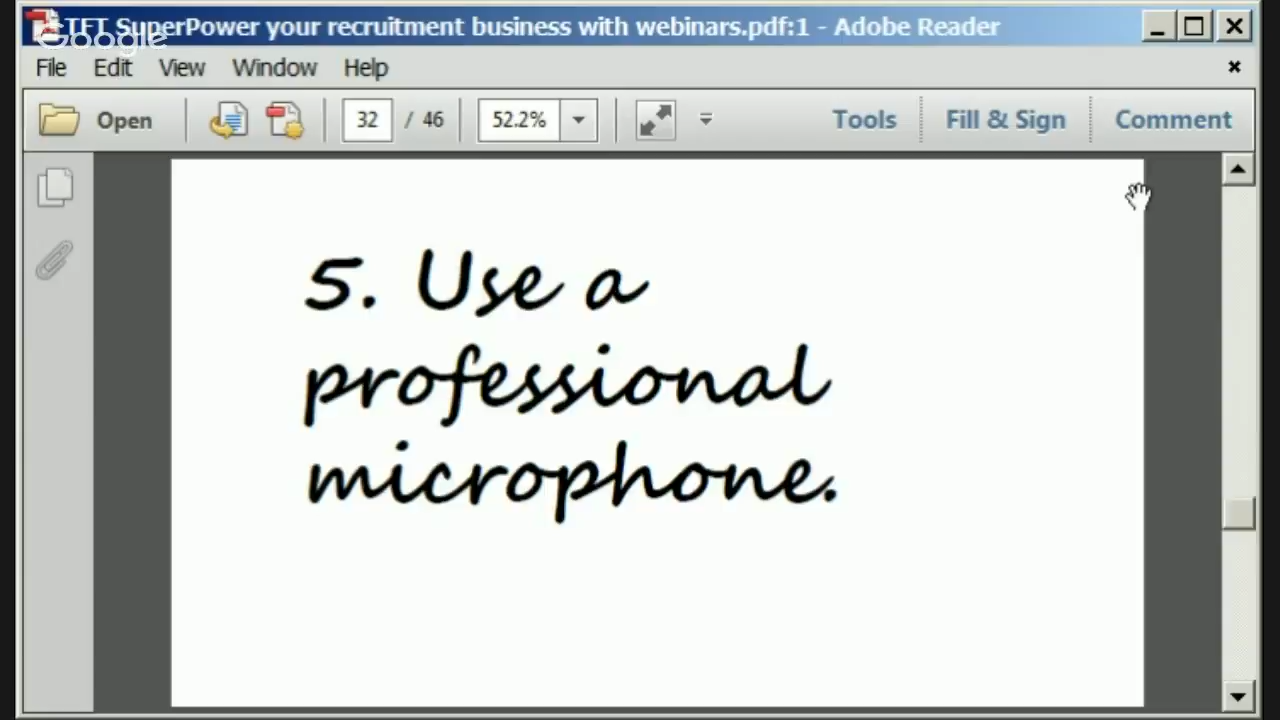 TFT SuperPower your recruitment business with webinars.pdf:1 - Adobe Reader
Google
File Edit View Window Help
Open 32 / 46 52.2% Tools Fill & Sign Comment
5. Use a
professional
microphone.